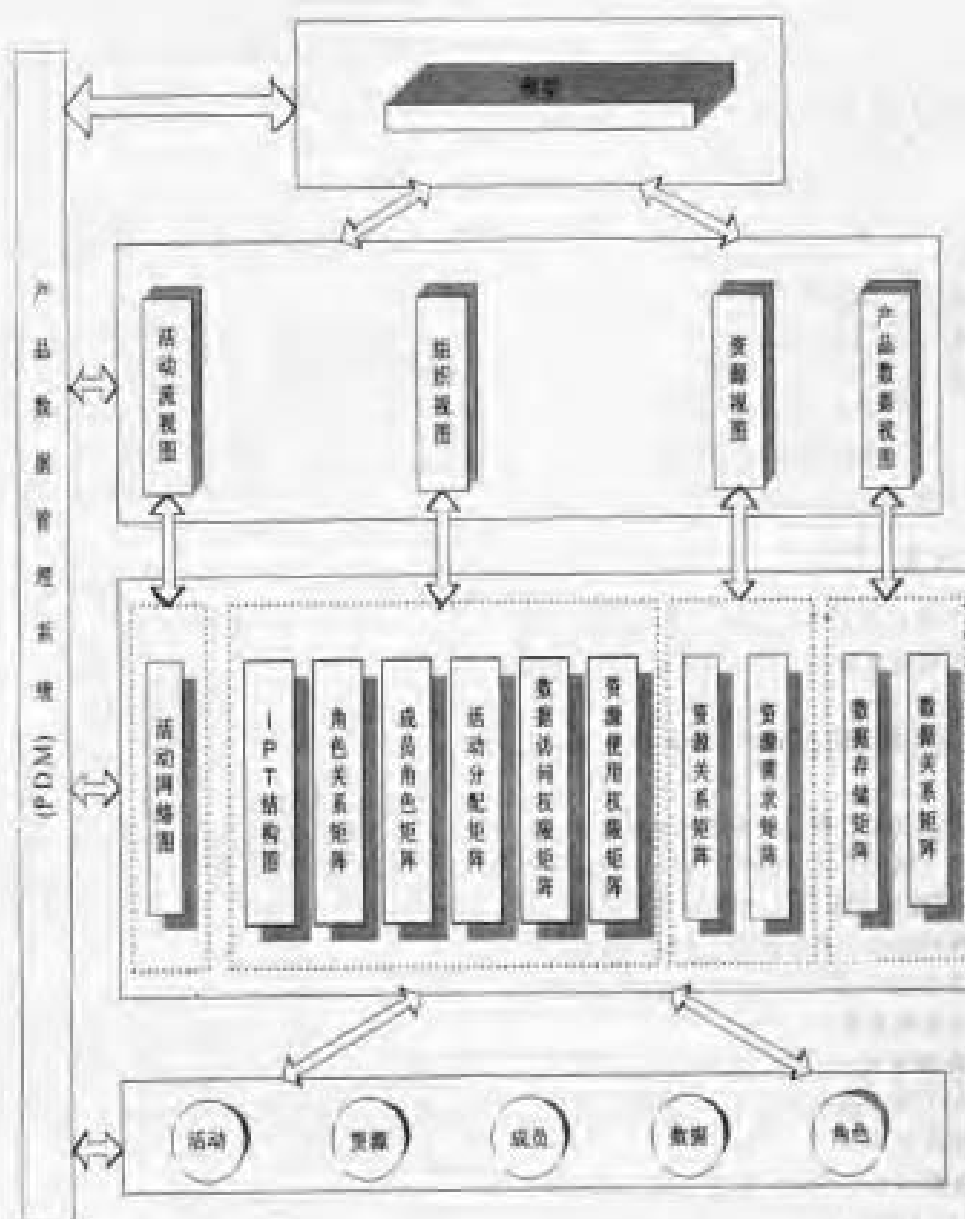 产品数据管理系统(PDM)
模型
活动流视图
组织视图
资源视图
产品数据视图
活动网络图
IPT结构图
角色关系矩阵
成员角色矩阵
活动分配矩阵
数据访问权限矩阵
资源使用权限矩阵
资源关系矩阵
资源需求矩阵
数据存储矩阵
数据关系矩阵
活动
资源
成员
数据
角色